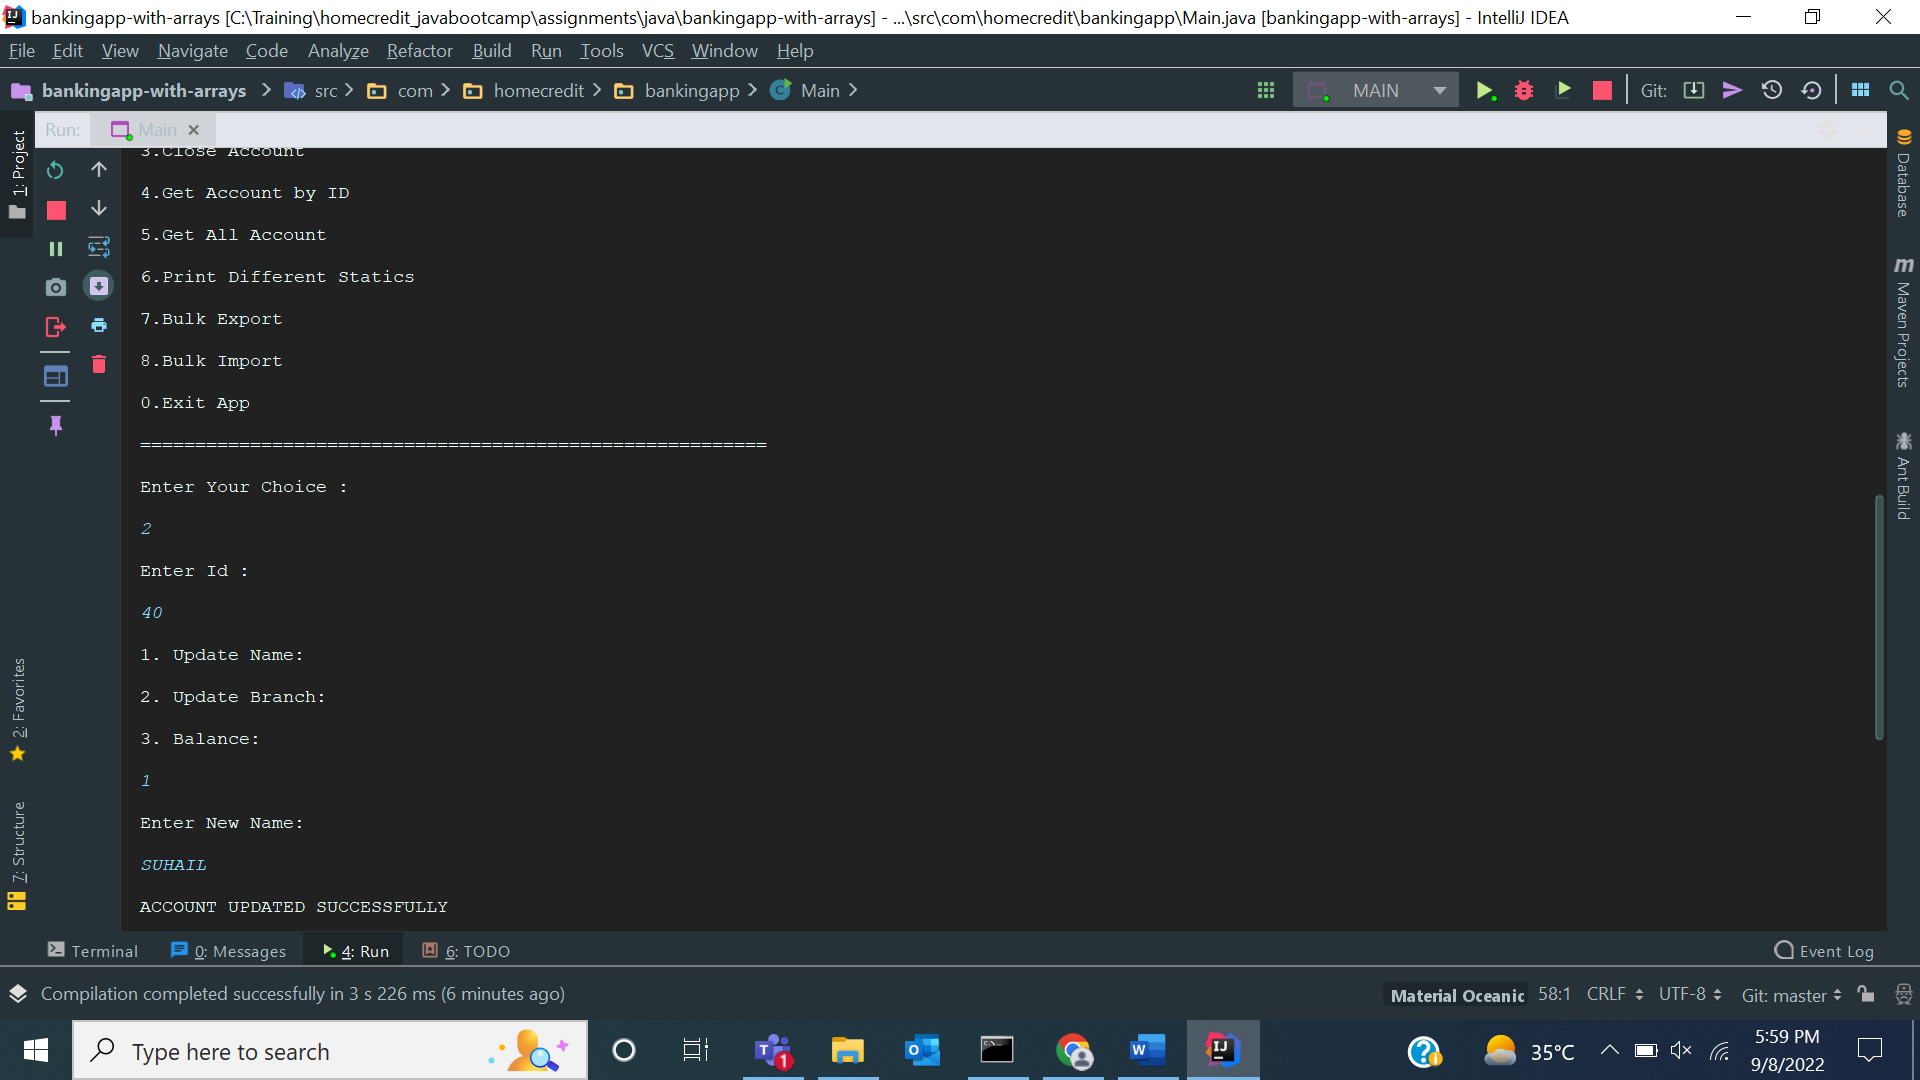 bankingapp-with-arrays [C:\Training\homecredit_javabootcamp\assignments\java\bankingapp-with-arrays] - ...\src\com\homecredit\bankingapp\Main.java [bankingapp-with-arrays] - IntelliJ IDEA
File Edit View Navigate Code Analyze Refactor Build Run Tools VCS Window Help
bankingapp-with-arrays src com homecredit bankingapp Main MAIN Git:
Run: Main
1: Project
2: Favorites
7: Structure
Database
Maven Projects
Ant Build
3.Close Account
4.Get Account by ID
5.Get All Account
6.Print Different Statics
7.Bulk Export
8.Bulk Import
0.Exit App
=========================================================
Enter Your Choice :
2
Enter Id :
40
1. Update Name:
2. Update Branch:
3. Balance:
1
Enter New Name:
SUHAIL
ACCOUNT UPDATED SUCCESSFULLY
Terminal 0: Messages 4: Run 6: TODO Event Log
Compilation completed successfully in 3 s 226 ms (6 minutes ago) Material Oceanic 58:1 CRLF UTF-8 Git: master
Type here to search 35°C 5:59 PM
9/8/2022